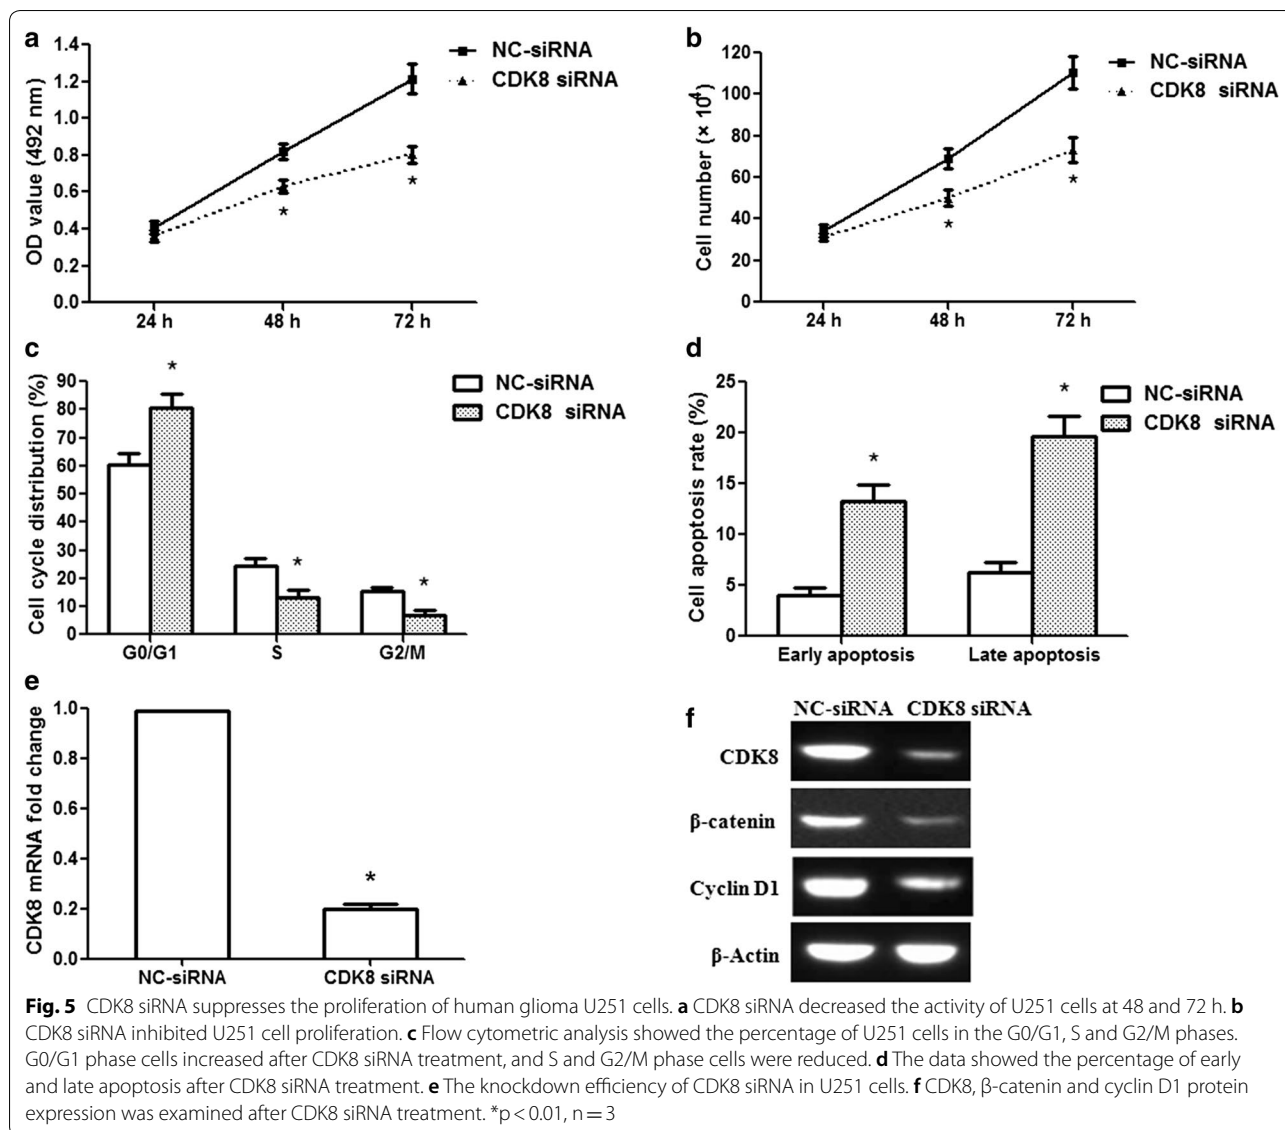 a
1.4
1.2
1.0
0.8
0.6
0.4
0.2
0.0
OD value (492 nm)
24 h 48 h 72 h
NC-siRNA
CDK8 siRNA
*
*
b
120
100
80
60
40
20
0
Cell number (× 10⁴)
24 h 48 h 72 h
NC-siRNA
CDK8 siRNA
*
*
c
90
80
70
60
50
40
30
20
10
0
Cell cycle distribution (%)
G0/G1 S G2/M
NC-siRNA
CDK8 siRNA
*
*
*
d
25
20
15
10
5
0
Cell apoptosis rate (%)
Early apoptosis Late apoptosis
NC-siRNA
CDK8 siRNA
*
*
e
1.0
0.8
0.6
0.4
0.2
0.0
CDK8 mRNA fold change
NC-siRNA CDK8 siRNA
*
f
NC-siRNA CDK8 siRNA
CDK8
β-catenin
Cyclin D1
β-Actin
Fig. 5 CDK8 siRNA suppresses the proliferation of human glioma U251 cells. a CDK8 siRNA decreased the activity of U251 cells at 48 and 72 h. b
CDK8 siRNA inhibited U251 cell proliferation. c Flow cytometric analysis showed the percentage of U251 cells in the G0/G1, S and G2/M phases.
G0/G1 phase cells increased after CDK8 siRNA treatment, and S and G2/M phase cells were reduced. d The data showed the percentage of early
and late apoptosis after CDK8 siRNA treatment. e The knockdown efficiency of CDK8 siRNA in U251 cells. f CDK8, β-catenin and cyclin D1 protein
expression was examined after CDK8 siRNA treatment. *p < 0.01, n = 3